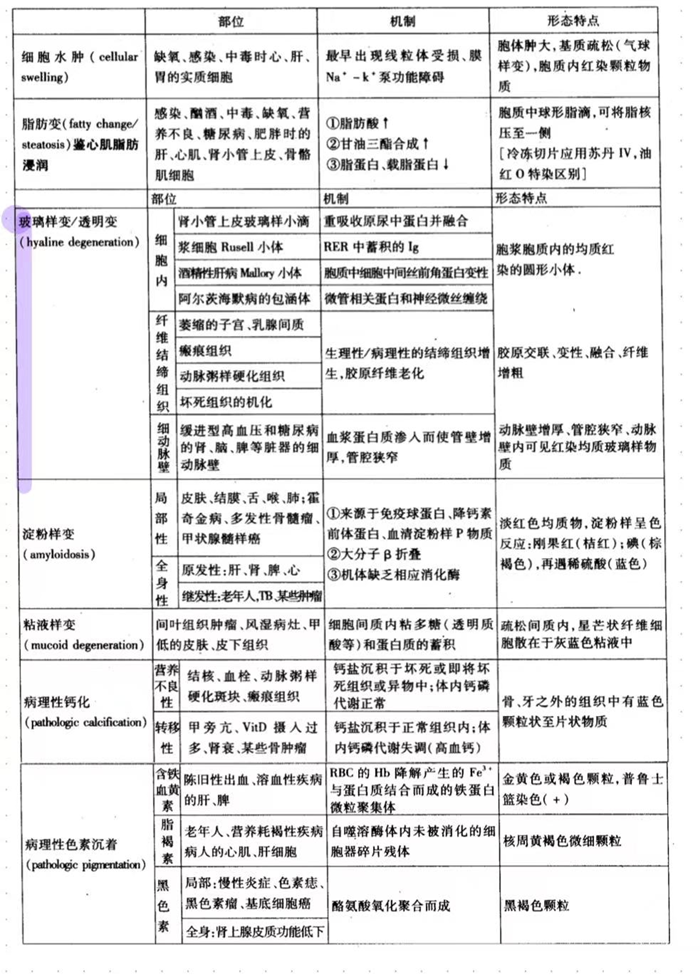 部位 机制 形态特点
细胞水肿(cellular swelling)
缺氧、感染、中毒时心、肝、
胃的实质细胞
最早出现线粒体受损、膜
Na⁺-k⁺泵功能障碍
胞体肿大,基质疏松(气球
样变),胞质内红染颗粒物
质
脂肪变(fatty change/
steatosis)鉴心肌脂肪
浸润
感染、酗酒、中毒、缺氧、营
养不良、糖尿病、肥胖时的
肝、心肌、肾小管上皮、骨骼
肌细胞
①脂肪酸↑
②甘油三酯合成↑
③脂蛋白、载脂蛋白↓
胞质中球形脂滴,可将脂核
压至一侧
[冷冻切片应用苏丹IV,油
红O特染区别]
部位 机制 形态特点
玻璃样变/透明变
(hyaline degeneration)
细胞内
肾小管上皮玻璃样小滴 重吸收原尿中蛋白并融合
浆细胞Rusell小体 RER中蓄积的Ig
酒精性肝病Mallory小体 胞质中细胞中间丝前角蛋白变性
阿尔茨海默病的包涵体 微管相关蛋白和神经微丝缠绕
胞浆胞质内的均质红
染的圆形小体.
纤维结缔组织
萎缩的子宫、乳腺间质
瘢痕组织
动脉粥样硬化组织
坏死组织的机化
生理性/病理性的结缔组织增
生,胶原纤维老化
胶原交联、变性、融合、纤维
增粗
细动脉壁
缓进型高血压和糖尿病
的肾、脑、脾等脏器的细
动脉壁
血浆蛋白质渗入而使管壁增
厚,管腔狭窄
动脉壁增厚、管腔狭窄、动脉
壁内可见红染均质玻璃样物
质
淀粉样变
(amyloidosis)
局部性
皮肤、结膜、舌、喉、肺;霍
奇金病、多发性骨髓瘤、
甲状腺髓样癌
全身性
原发性:肝、肾、脾、心
继发性:老年人,TB,某些肿瘤
①来源于免疫球蛋白、降钙素
前体蛋白、血清淀粉样P物质
②大分子β折叠
③机体缺乏相应消化酶
淡红色均质物,淀粉样呈色
反应:刚果红(桔红);碘(棕
褐色),再遇稀硫酸(蓝色)
粘液样变
(mucoid degeneration)
间叶组织肿瘤、风湿病灶、甲
低的皮肤、皮下组织
细胞间质内粘多糖(透明质
酸等)和蛋白质的蓄积
疏松间质内,星芒状纤维细
胞散在于灰蓝色粘液中
病理性钙化
(pathologic calcification)
营养不良性
结核、血栓、动脉粥样
硬化斑块、瘢痕组织
钙盐沉积于坏死或即将坏
死组织或异物中;体内钙磷
代谢正常
转移性
甲旁亢、VitD摄入过
多、肾衰、某些骨肿瘤
钙盐沉积于正常组织内;体
内钙磷代谢失调(高血钙)
骨、牙之外的组织中有蓝色
颗粒状至片状物质
病理性色素沉着
(pathologic pigmentation)
含铁血黄素
陈旧性出血、溶血性疾病
的肝、脾
RBC的Hb降解产生的Fe³⁺
与蛋白质结合而成的铁蛋白
微粒聚集体
金黄色或褐色颗粒,普鲁士
篮染色(+)
脂褐素
老年人、营养耗褐性疾病
病人的心肌、肝细胞
自噬溶酶体内未被消化的细
胞器碎片残体
核周黄褐色微细颗粒
黑色素
局部:慢性炎症、色素痣、
黑色素瘤、基底细胞癌
全身:肾上腺皮质功能低下
酪氨酸氧化聚合而成
黑褐色颗粒